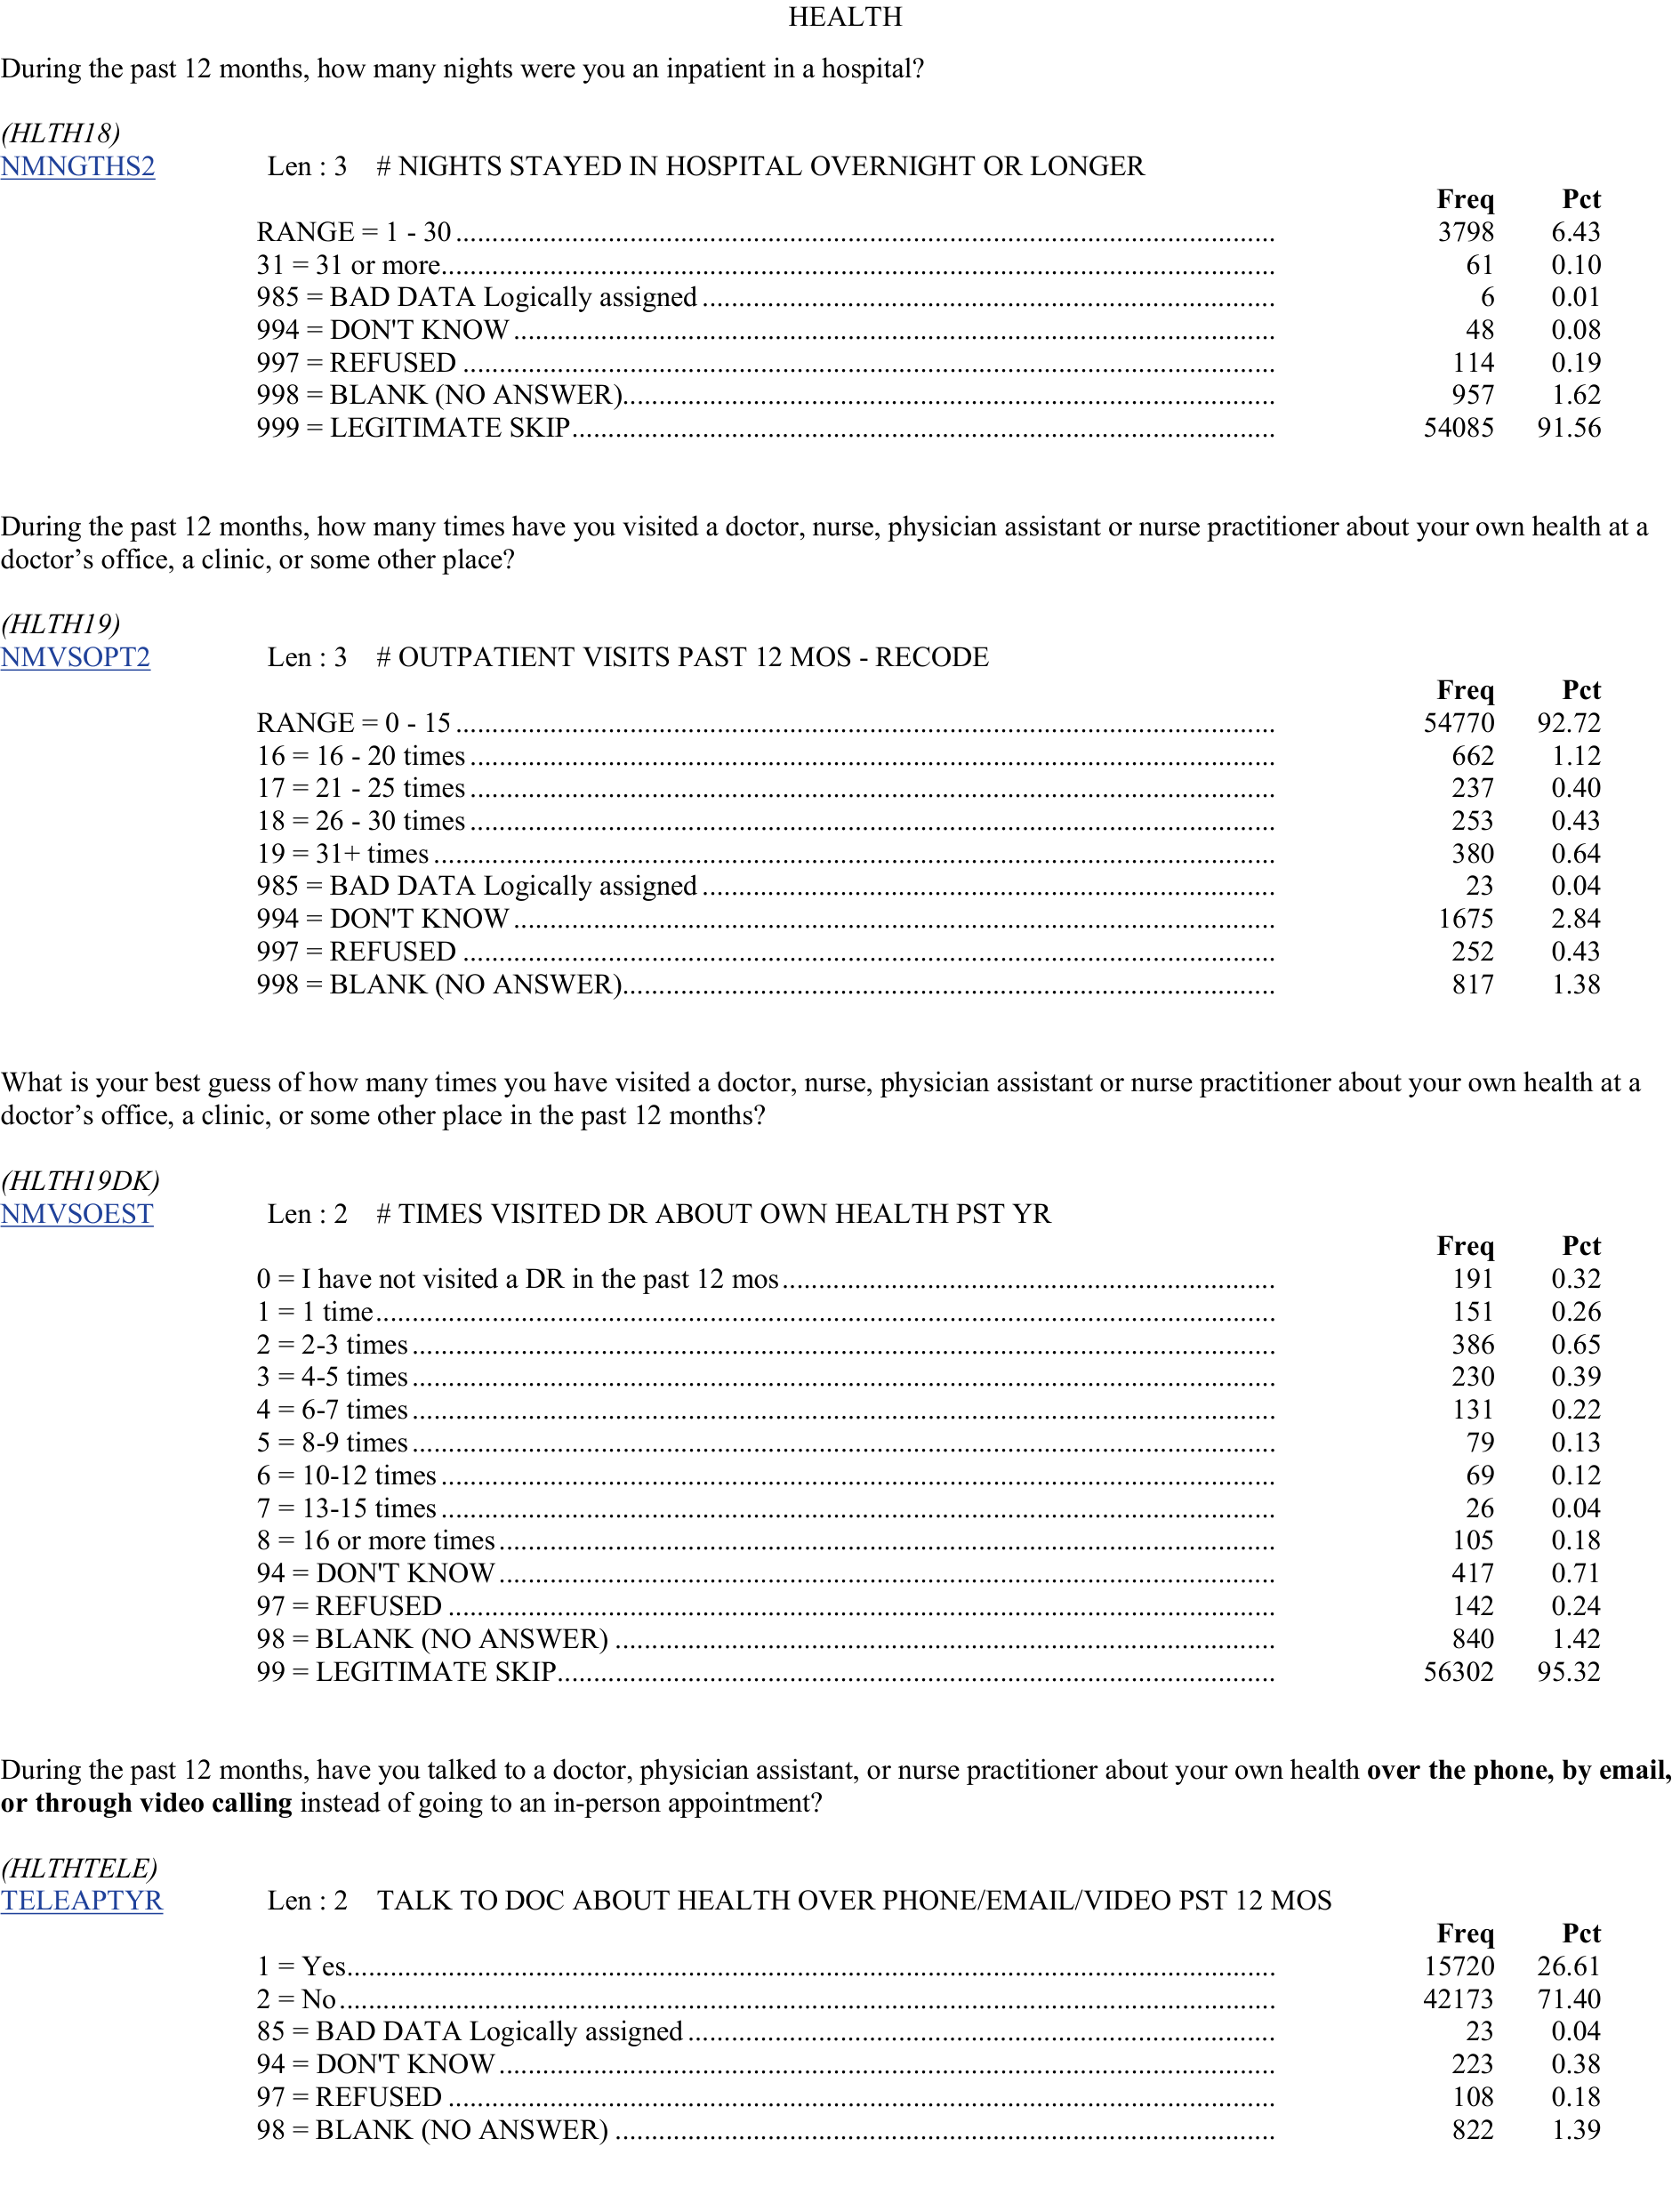 HEALTH
During the past 12 months, how many nights were you an inpatient in a hospital?
(HLTH18)
NMNGTHS2 Len : 3 # NIGHTS STAYED IN HOSPITAL OVERNIGHT OR LONGER
Freq Pct
RANGE = 1 - 30 3798 6.43
31 = 31 or more 61 0.10
985 = BAD DATA Logically assigned 6 0.01
994 = DON'T KNOW 48 0.08
997 = REFUSED 114 0.19
998 = BLANK (NO ANSWER) 957 1.62
999 = LEGITIMATE SKIP 54085 91.56
During the past 12 months, how many times have you visited a doctor, nurse, physician assistant or nurse practitioner about your own health at a
doctor’s office, a clinic, or some other place?
(HLTH19)
NMVSOPT2 Len : 3 # OUTPATIENT VISITS PAST 12 MOS - RECODE
Freq Pct
RANGE = 0 - 15 54770 92.72
16 = 16 - 20 times 662 1.12
17 = 21 - 25 times 237 0.40
18 = 26 - 30 times 253 0.43
19 = 31+ times 380 0.64
985 = BAD DATA Logically assigned 23 0.04
994 = DON'T KNOW 1675 2.84
997 = REFUSED 252 0.43
998 = BLANK (NO ANSWER) 817 1.38
What is your best guess of how many times you have visited a doctor, nurse, physician assistant or nurse practitioner about your own health at a
doctor’s office, a clinic, or some other place in the past 12 months?
(HLTH19DK)
NMVSOEST Len : 2 # TIMES VISITED DR ABOUT OWN HEALTH PST YR
Freq Pct
0 = I have not visited a DR in the past 12 mos 191 0.32
1 = 1 time 151 0.26
2 = 2-3 times 386 0.65
3 = 4-5 times 230 0.39
4 = 6-7 times 131 0.22
5 = 8-9 times 79 0.13
6 = 10-12 times 69 0.12
7 = 13-15 times 26 0.04
8 = 16 or more times 105 0.18
94 = DON'T KNOW 417 0.71
97 = REFUSED 142 0.24
98 = BLANK (NO ANSWER) 840 1.42
99 = LEGITIMATE SKIP 56302 95.32
During the past 12 months, have you talked to a doctor, physician assistant, or nurse practitioner about your own health over the phone, by email,
or through video calling instead of going to an in-person appointment?
(HLTHTELE)
TELEAPTYR Len : 2 TALK TO DOC ABOUT HEALTH OVER PHONE/EMAIL/VIDEO PST 12 MOS
Freq Pct
1 = Yes 15720 26.61
2 = No 42173 71.40
85 = BAD DATA Logically assigned 23 0.04
94 = DON'T KNOW 223 0.38
97 = REFUSED 108 0.18
98 = BLANK (NO ANSWER) 822 1.39